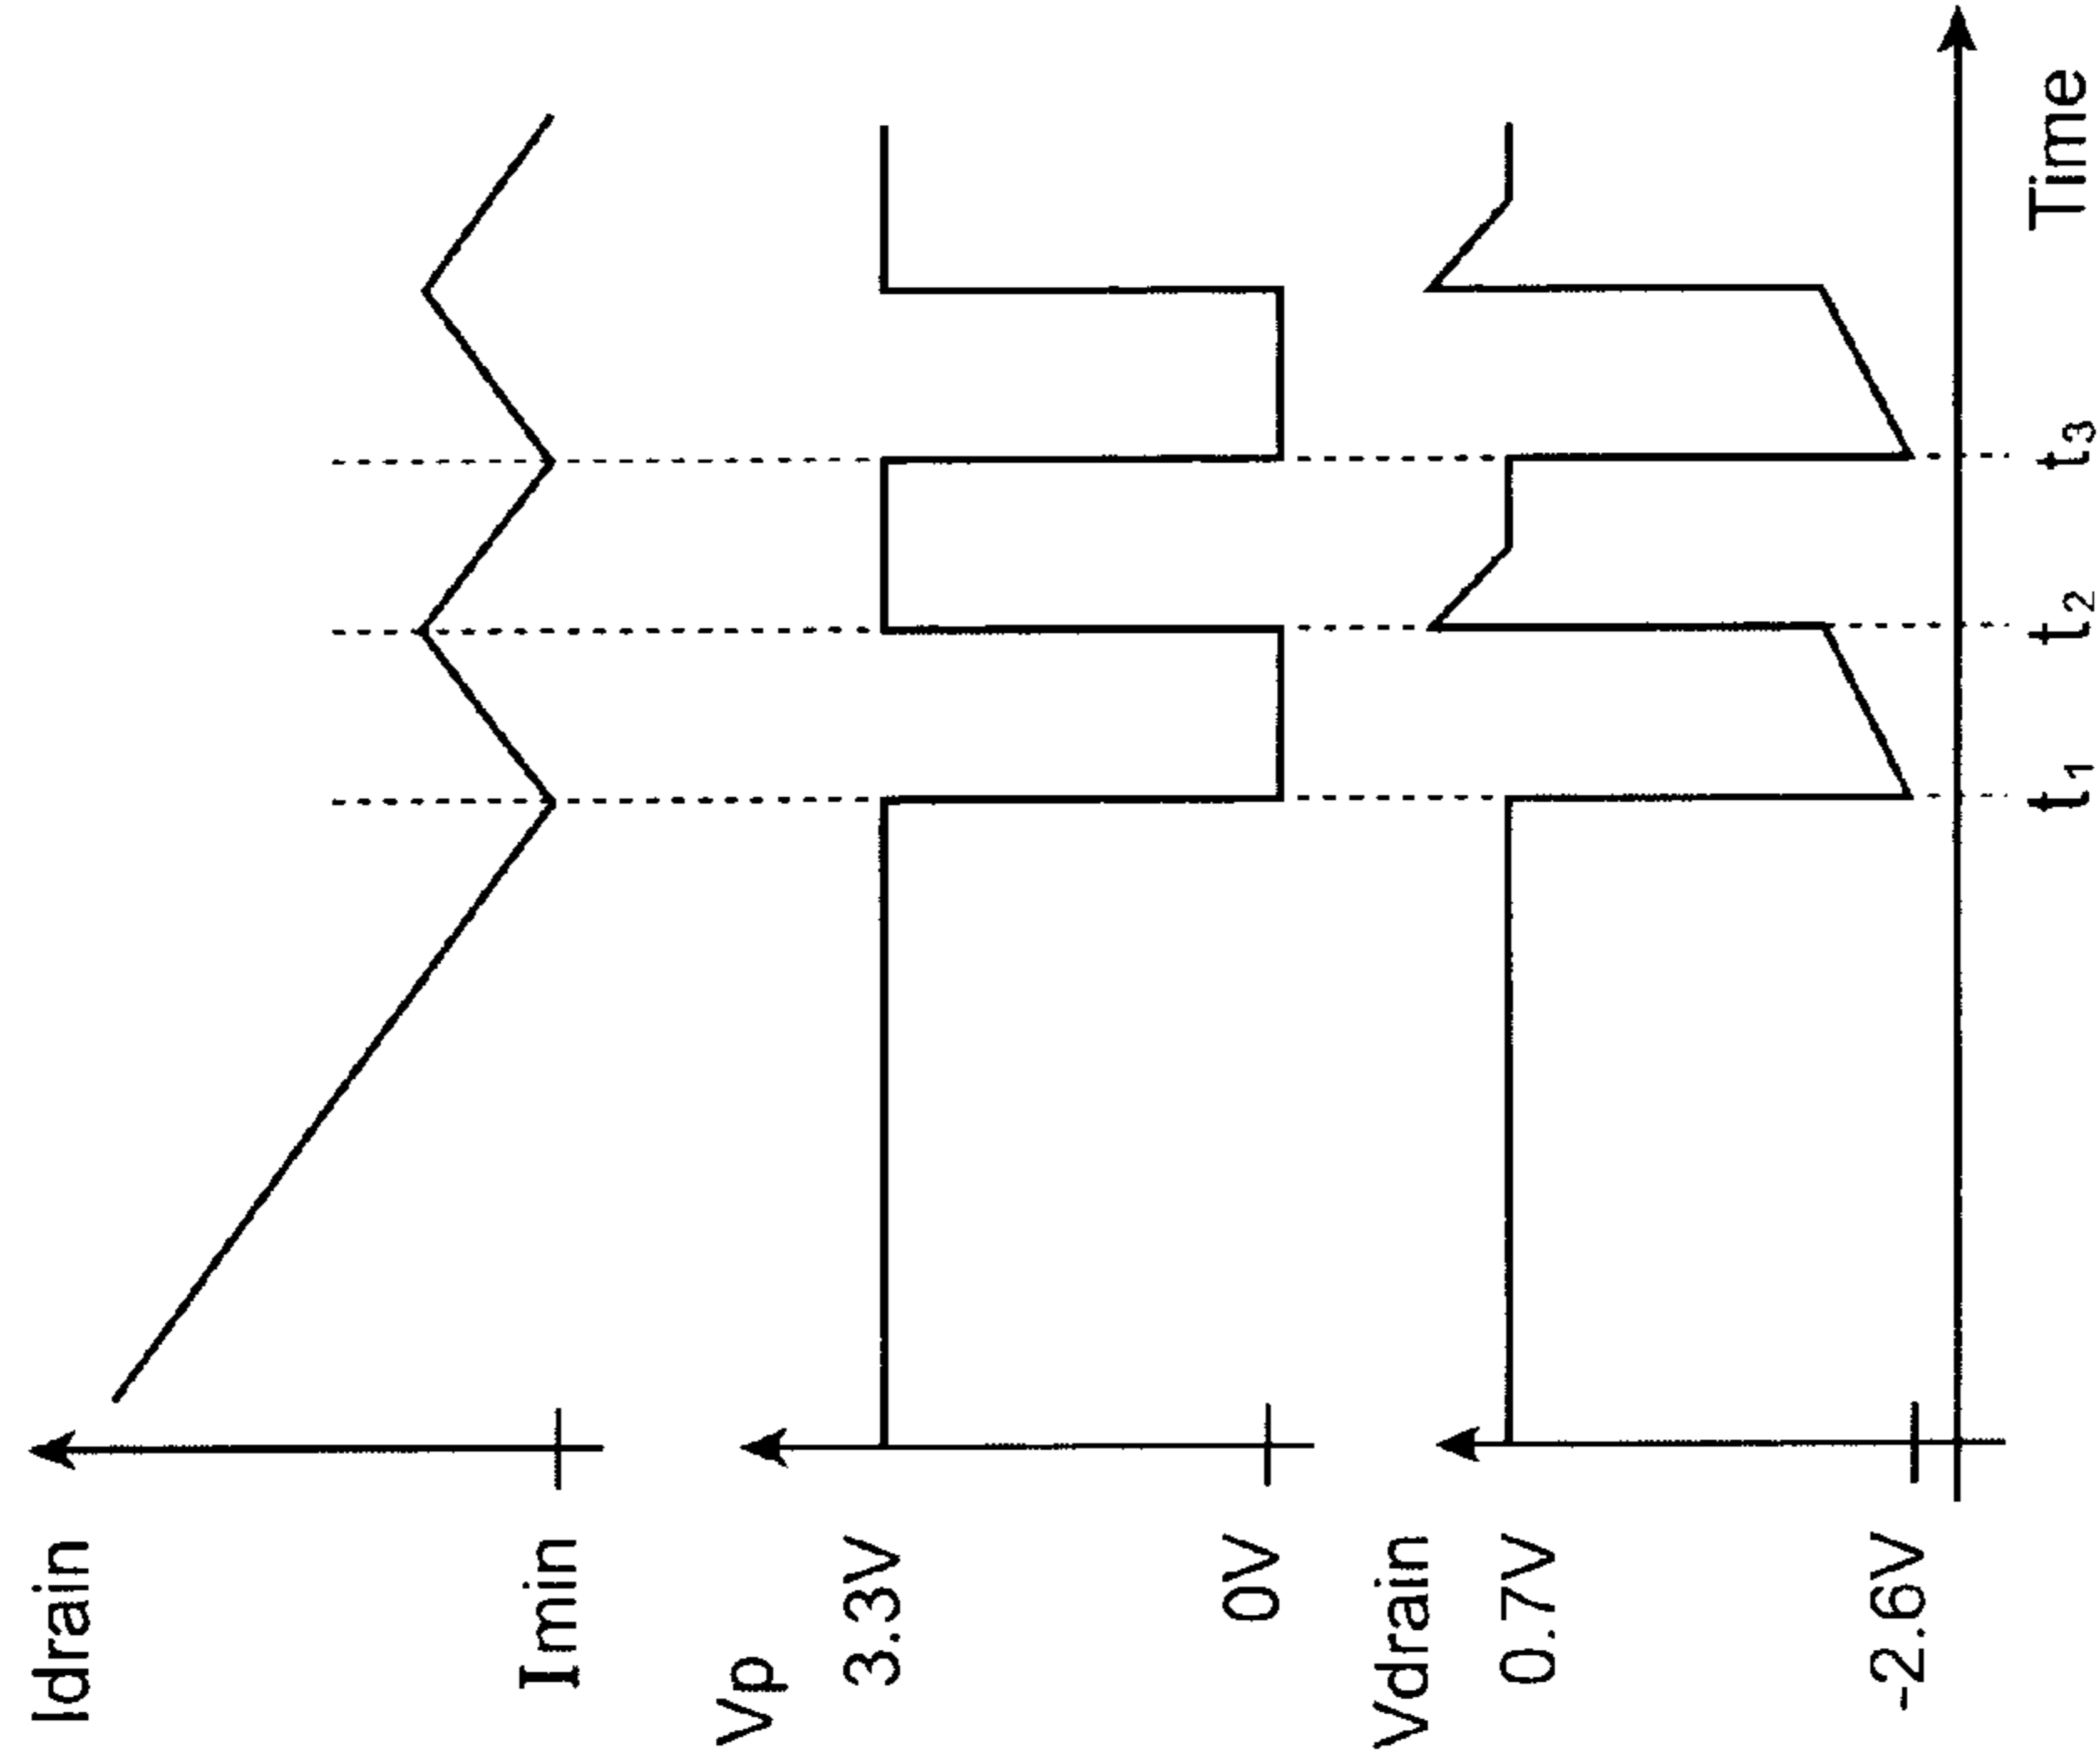 Idrain
Imin
Vp
3.3V
0V
Vdrain
0.7V
-2.6V
t1
t2
t3
Time